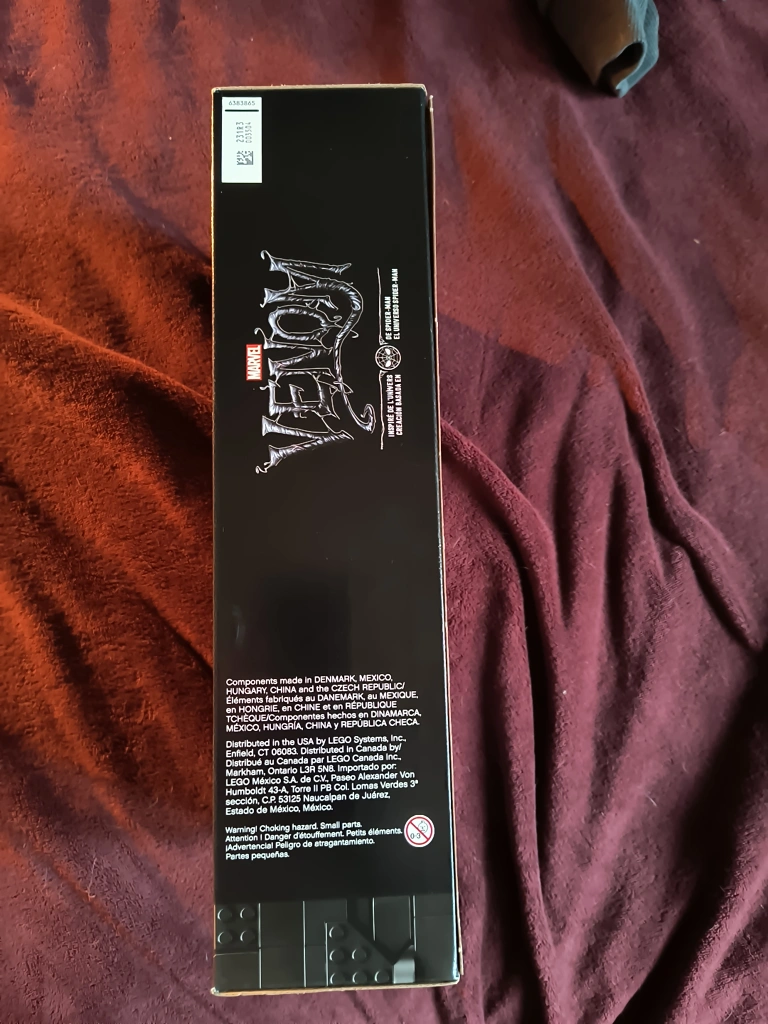 6383865
231R3
003504
MARVEL
VENOM
INSPIRÉ DE L'UNIVERS DE SPIDER-MAN
CREACIÓN BASADA EN EL UNIVERSO SPIDER-MAN
Components made in DENMARK, MEXICO,
HUNGARY, CHINA and the CZECH REPUBLIC/
Éléments fabriqués au DANEMARK, au MEXIQUE,
en HONGRIE, en CHINE et en RÉPUBLIQUE
TCHÈQUE/Componentes hechos en DINAMARCA,
MÉXICO, HUNGRÍA, CHINA y REPÚBLICA CHECA.
Distributed in the USA by LEGO Systems, Inc.,
Enfield, CT 06083. Distributed in Canada by/
Distribué au Canada par LEGO Canada Inc.,
Markham, Ontario L3R 5N8. Importado por:
LEGO México S.A. de C.V., Paseo Alexander Von
Humboldt 43-A, Torre II PB Col. Lomas Verdes 3ª
sección, C.P. 53125 Naucalpan de Juárez,
Estado de México, México.
Warning! Choking hazard. Small parts.
Attention ! Danger d'étouffement. Petits éléments.
¡Advertencia! Peligro de atragantamiento.
Partes pequeñas.
0-3